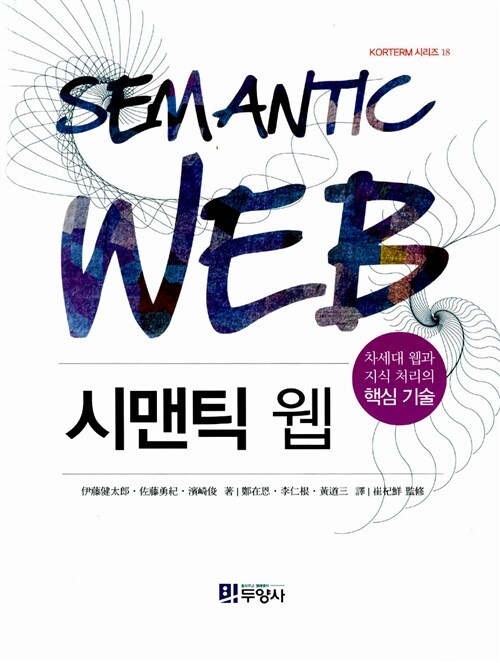 KORTERM 시리즈 18
SEMANTIC
WEB
차세대 웹과
지식 처리의
핵심 기술
시맨틱 웹
伊藤健太郎・佐藤勇紀・濱崎俊 著 | 鄭在恩・李仁根・黃道三 譯 | 崔杞鮮 監修
두양사